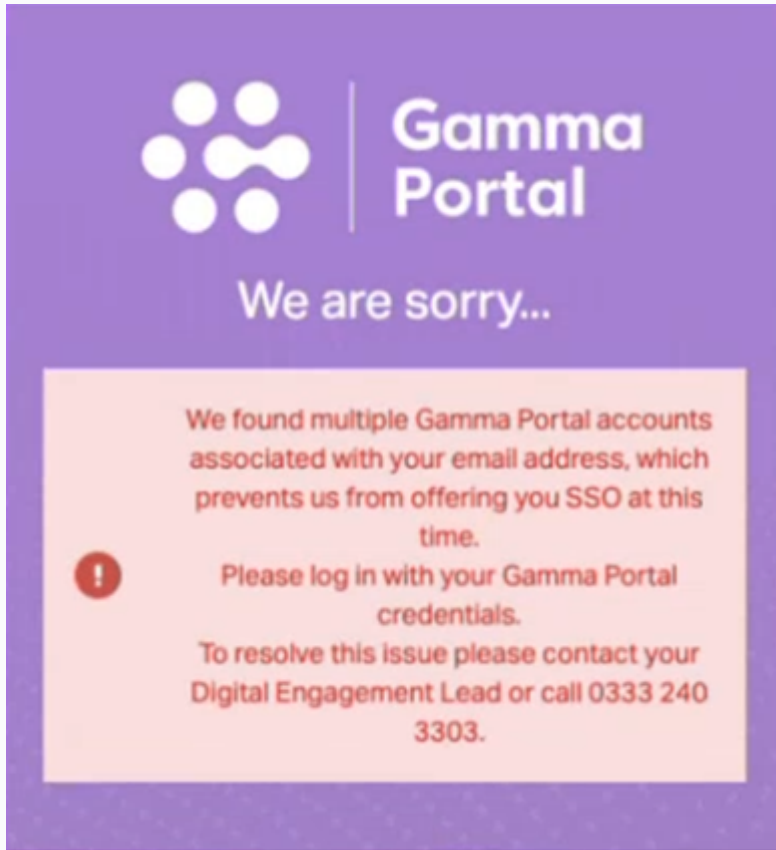 Gamma
Portal
We are sorry...
We found multiple Gamma Portal accounts
associated with your email address, which
prevents us from offering you SSO at this
time.
Please log in with your Gamma Portal
credentials.
To resolve this issue please contact your
Digital Engagement Lead or call 0333 240
3303.